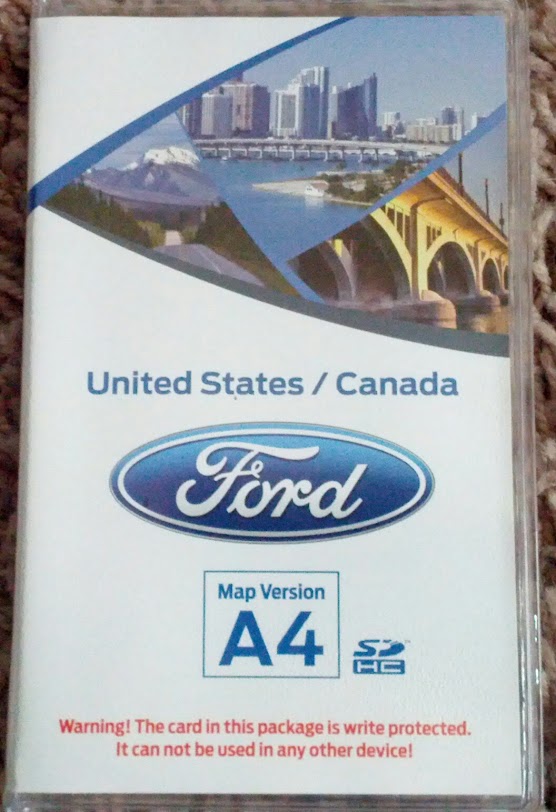 United States / Canada
Ford
Map Version
A4
SD
HC
Warning! The card in this package is write protected.
It can not be used in any other device!